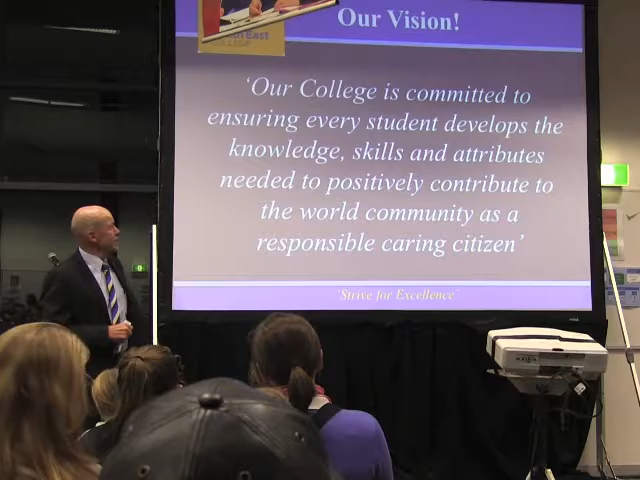 Our Vision!
East
'Our College is committed to
ensuring every student develops the
knowledge, skills and attributes
needed to positively contribute to
the world community as a
responsible caring citizen'
'Strive for Excellence'